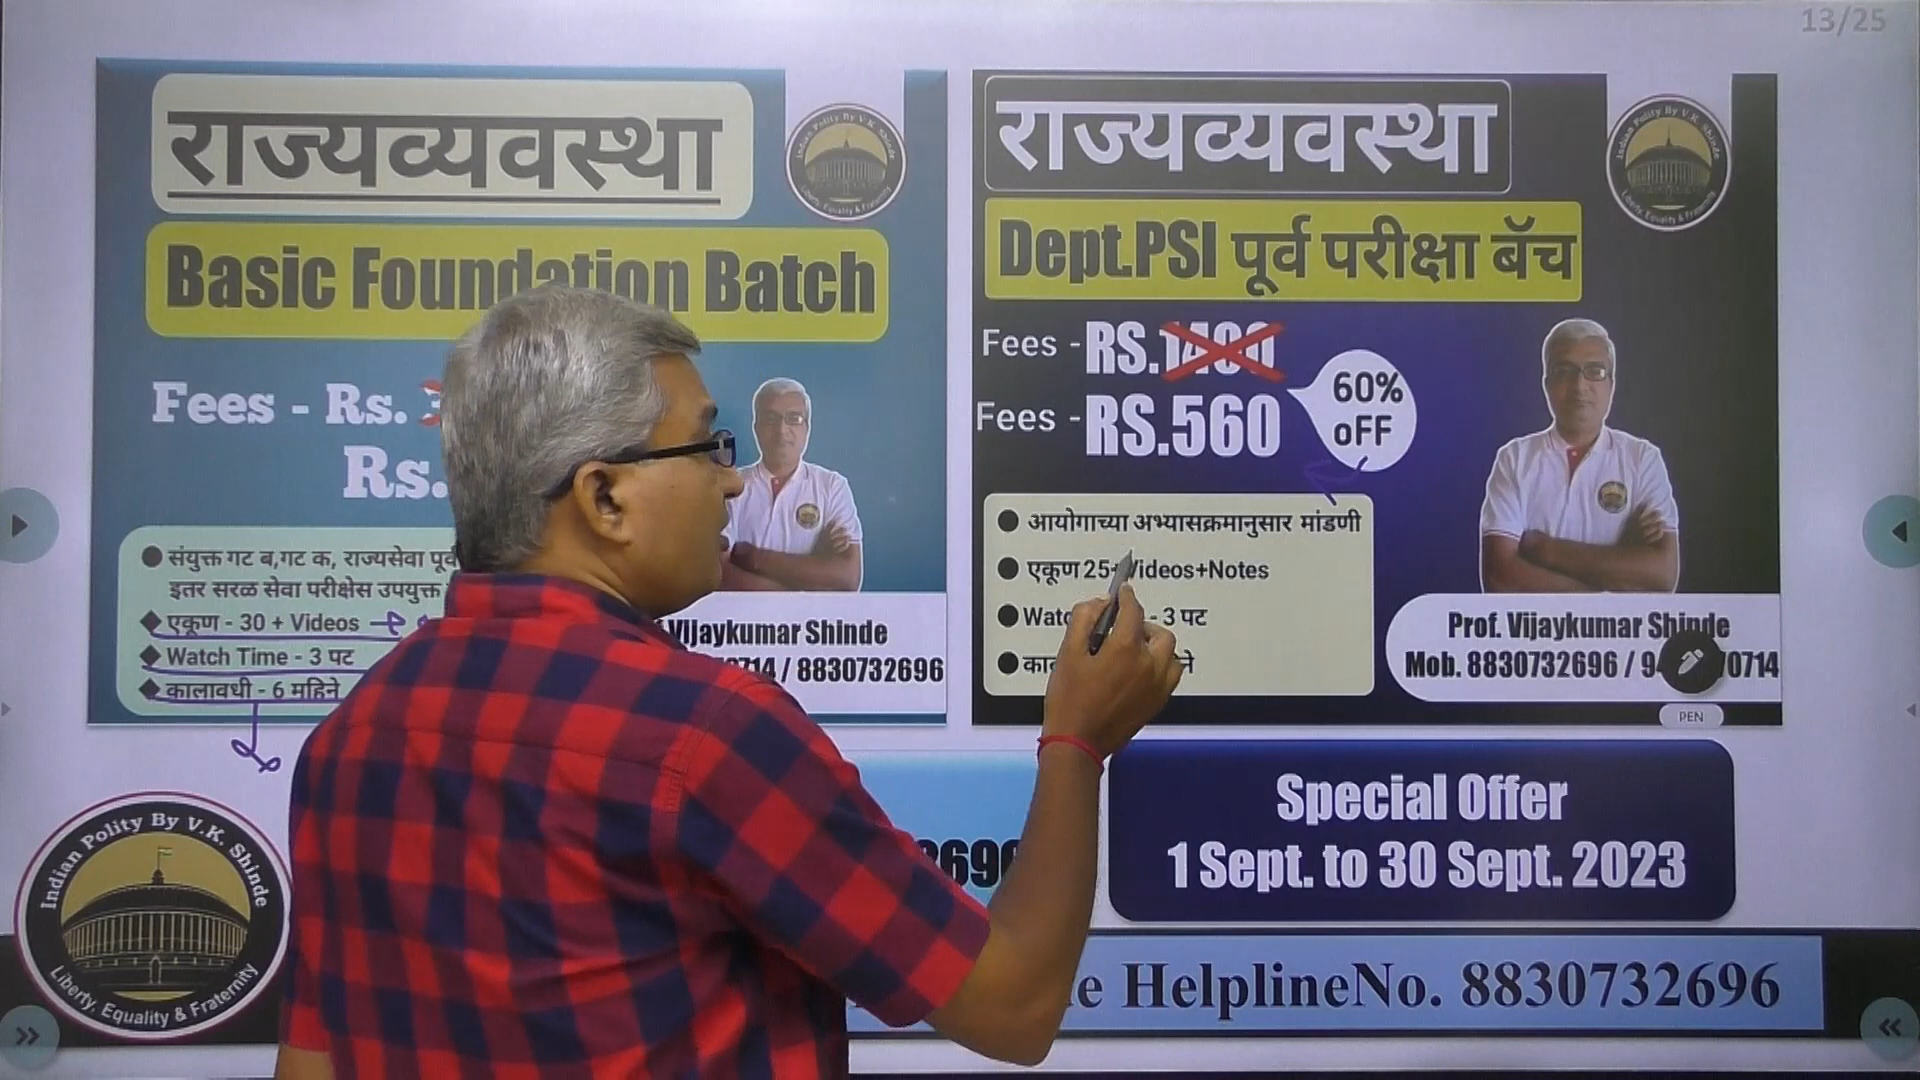 13/25
राज्यव्यवस्था
Indian Polity By V.K. Shinde
Liberty, Equality & Fraternity
Basic Foundation Batch
Fees - Rs.
Rs.
संयुक्त गट ब,गट क, राज्यसेवा पूर्व
इतर सरळ सेवा परीक्षेस उपयुक्त
एकूण - 30 + Videos
Watch Time - 3 पट
कालावधी - 6 महिने
Vijaykumar Shinde
/ 8830732696
राज्यव्यवस्था
Indian Polity By V.K. Shinde
Liberty, Equality & Fraternity
Dept.PSI पूर्व परीक्षा बॅच
Fees - RS.1400
Fees - RS.560
60%
oFF
आयोगाच्या अभ्यासक्रमानुसार मांडणी
एकूण 25+Videos+Notes
- 3 पट
Prof. Vijaykumar Shinde
Mob. 8830732696 /
PEN
Special Offer
1 Sept. to 30 Sept. 2023
Indian Polity By V.K. Shinde
Liberty, Equality & Fraternity
HelplineNo. 8830732696